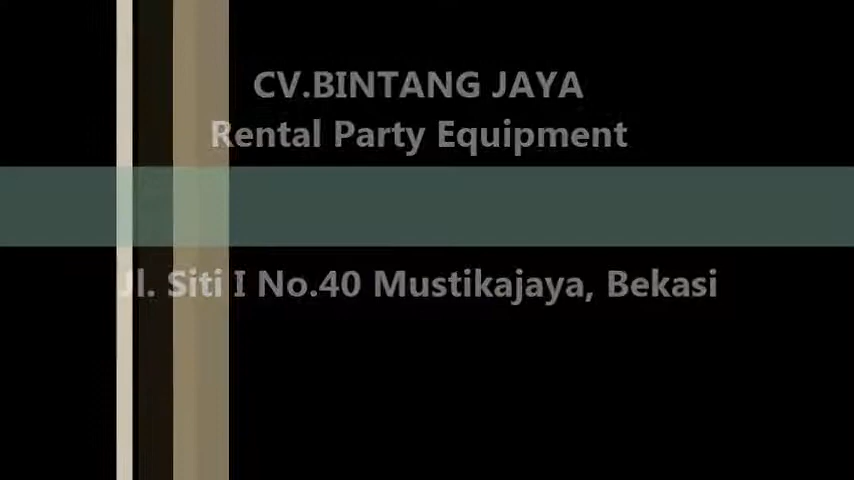 CV.BINTANG JAYA
Rental Party Equipment
Jl. Siti I No.40 Mustikajaya, Bekasi